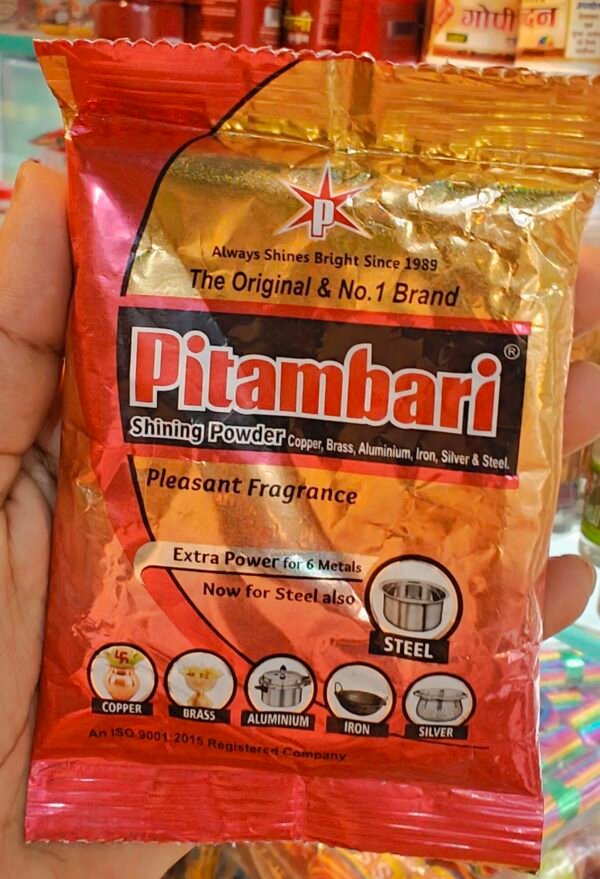 गोपी
P
Always Shines Bright Since 1989
The Original & No.1 Brand
Pitambari®
Shining Powder Copper, Brass, Aluminium, Iron, Silver & Steel.
Pleasant Fragrance
Extra Power for 6 Metals
Now for Steel also
STEEL
COPPER BRASS ALUMINIUM IRON SILVER
An ISO 9001:2015 Registered Company